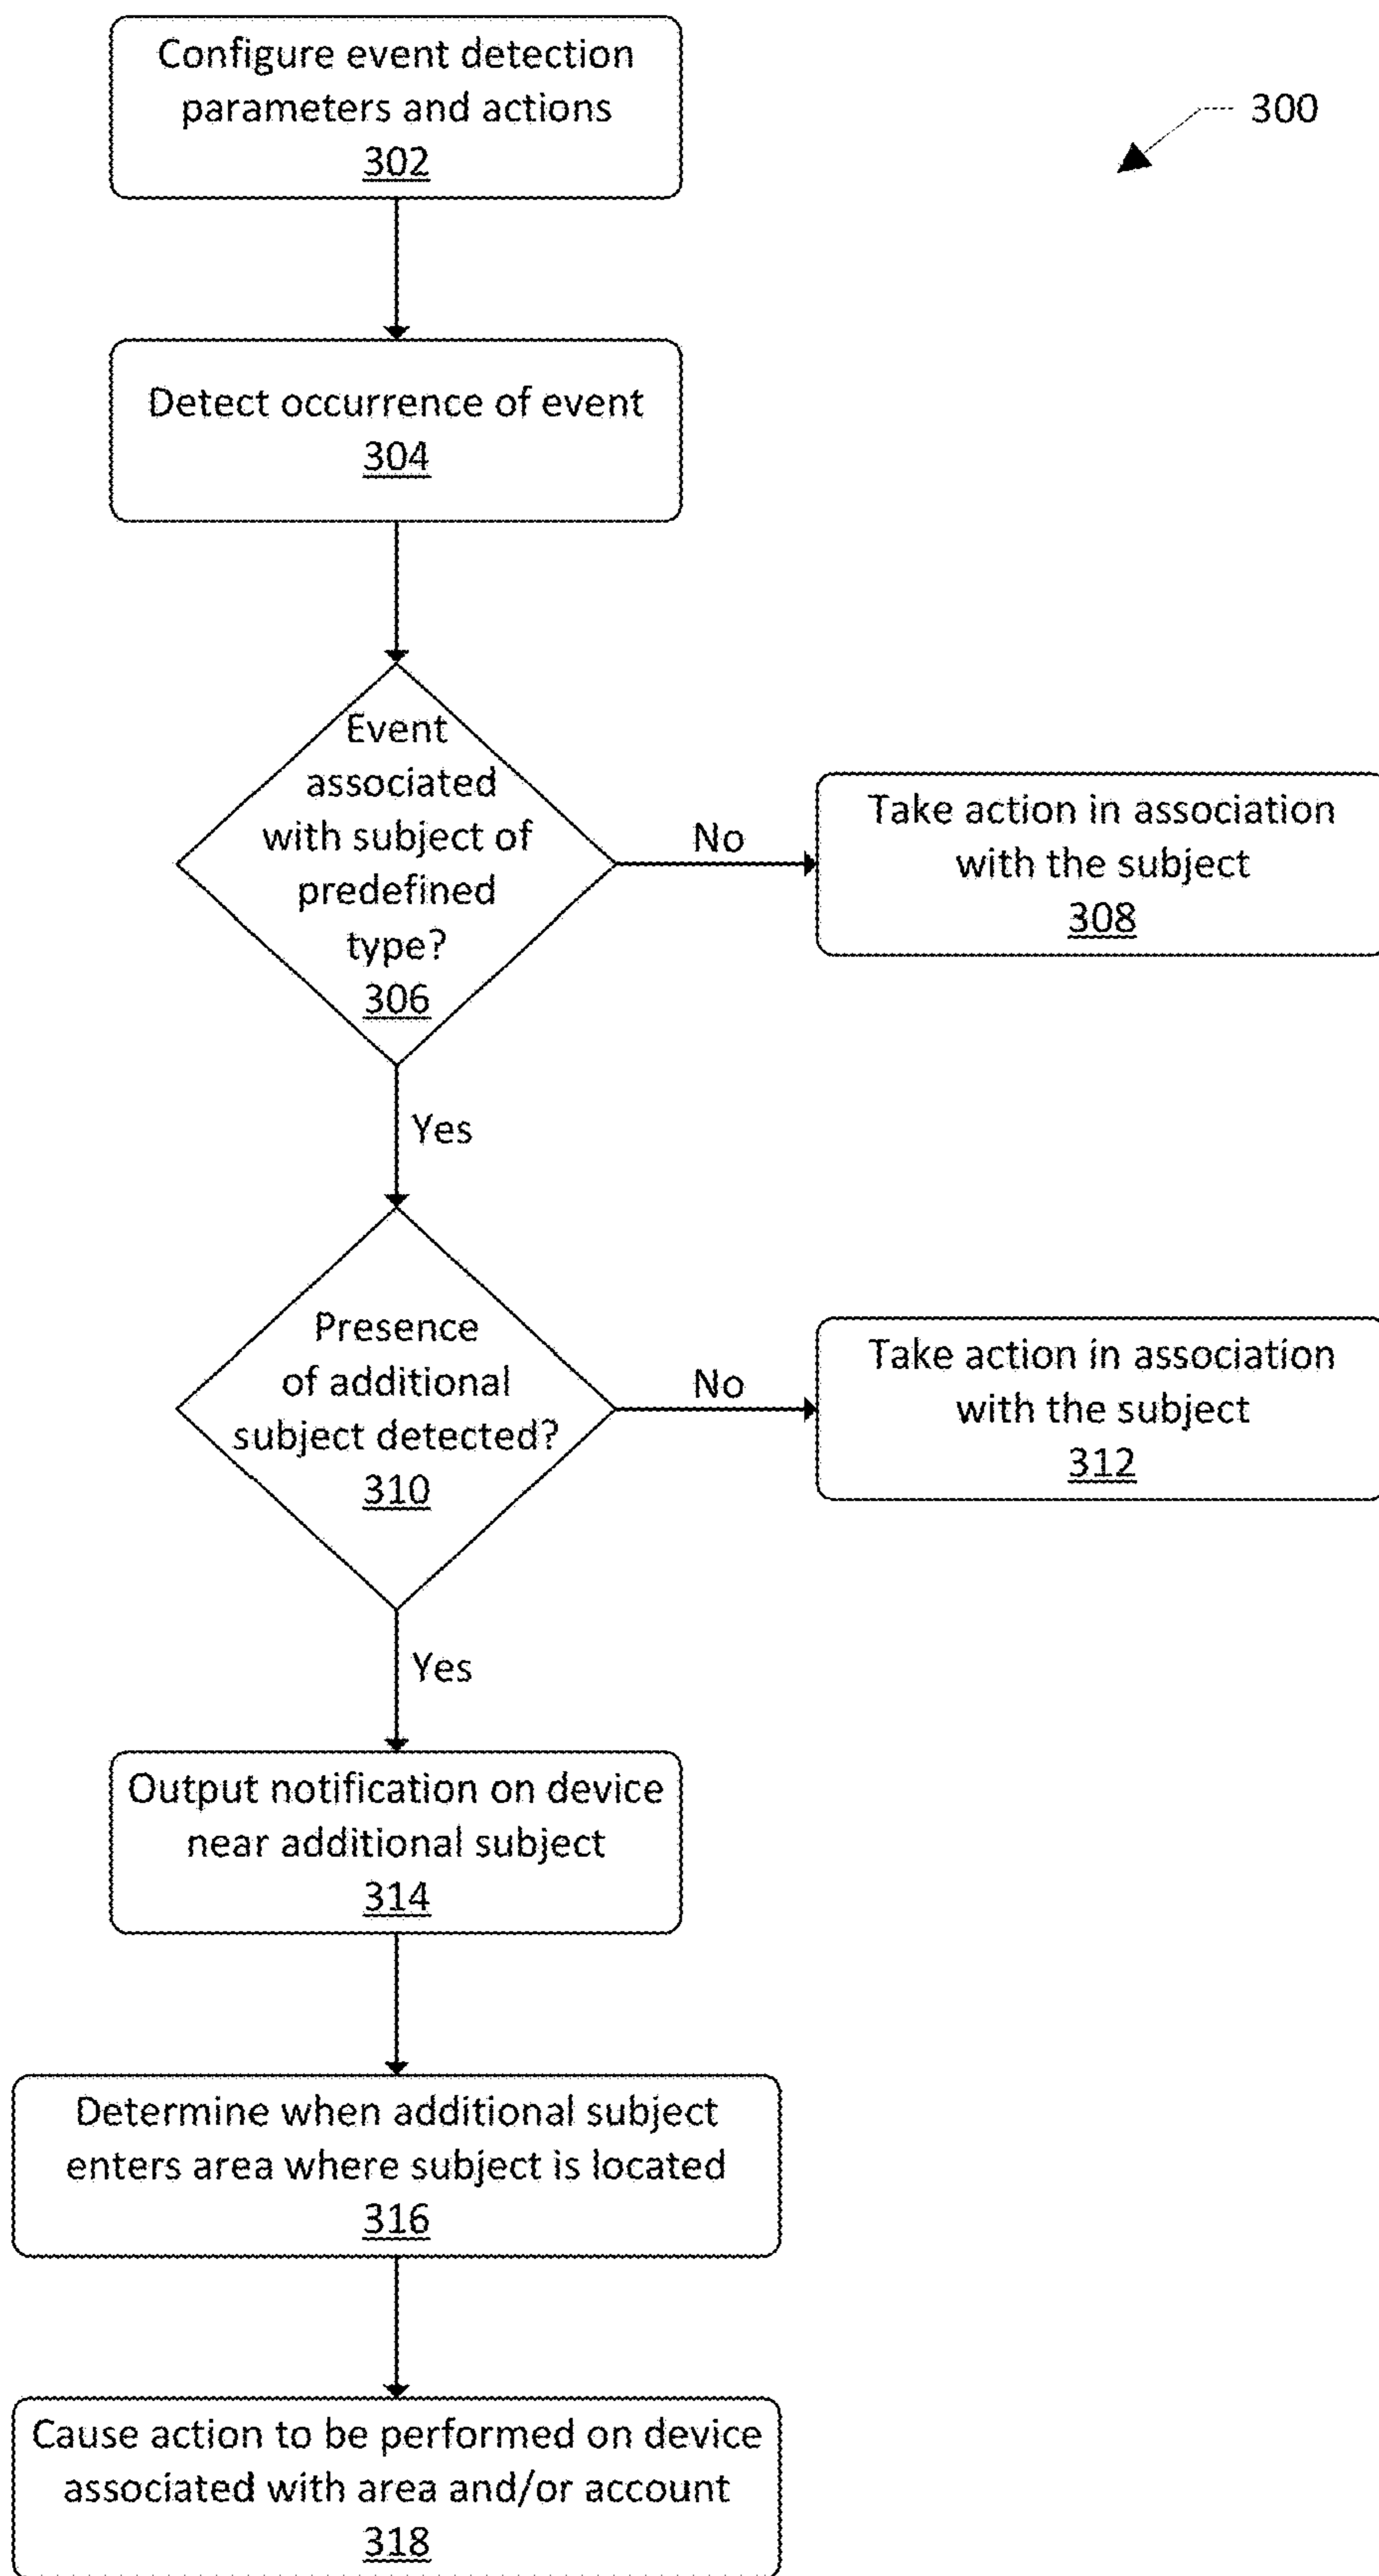 Configure event detection
parameters and actions
302
300
Detect occurrence of event
304
Event
associated
with subject of
predefined
type?
306
No
Take action in association
with the subject
308
Yes
Presence
of additional
subject detected?
310
No
Take action in association
with the subject
312
Yes
Output notification on device
near additional subject
314
Determine when additional subject
enters area where subject is located
316
Cause action to be performed on device
associated with area and/or account
318